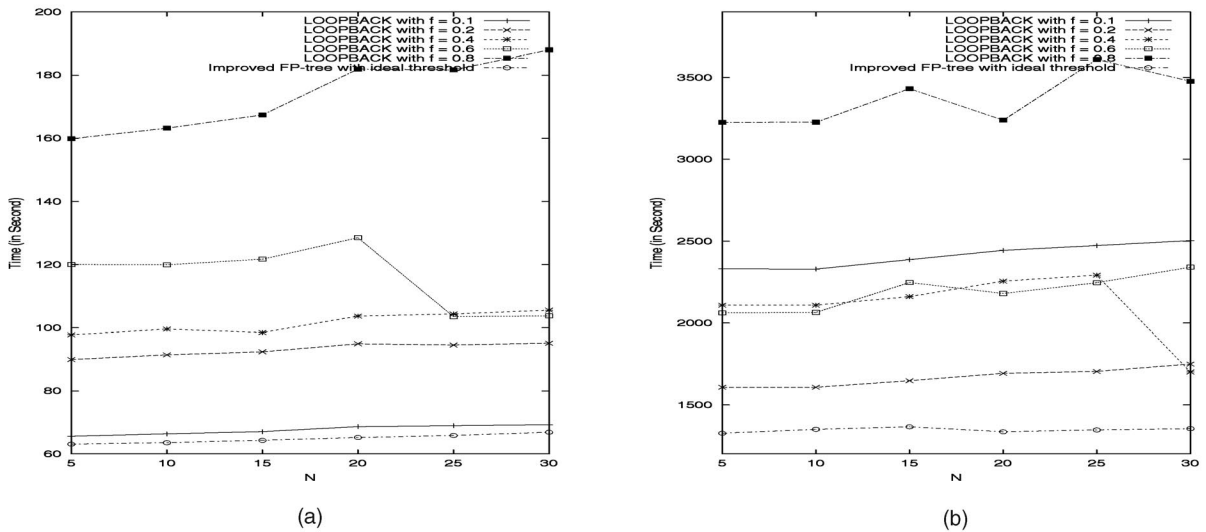 LOOPBACK with f = 0.1
LOOPBACK with f = 0.2
LOOPBACK with f = 0.4
LOOPBACK with f = 0.6
LOOPBACK with f = 0.8
Improved FP-tree with ideal threshold
200
180
160
140
120
100
80
60
Time (in Second)
5 10 15 20 25 30
N
(a)
LOOPBACK with f = 0.1
LOOPBACK with f = 0.2
LOOPBACK with f = 0.4
LOOPBACK with f = 0.6
LOOPBACK with f = 0.8
Improved FP-tree with ideal threshold
3500
3000
2500
2000
1500
Time (in Second)
5 10 15 20 25 30
N
(b)